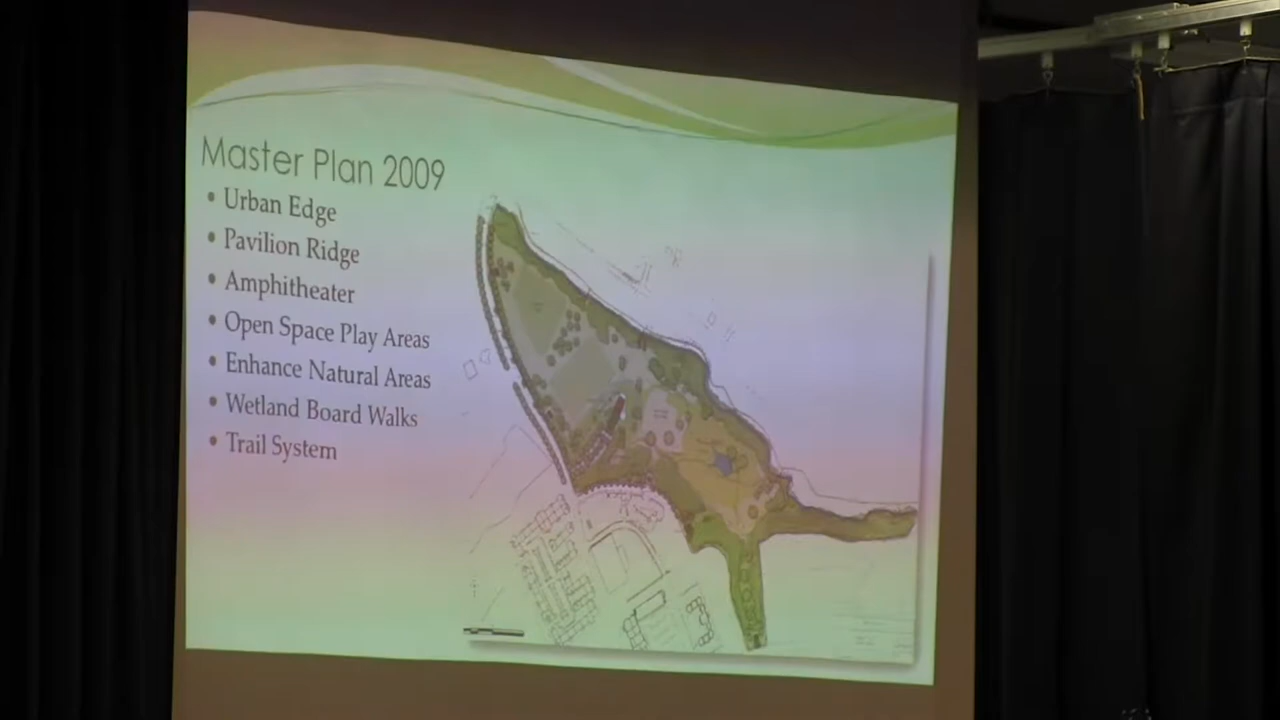 Master Plan 2009
• Urban Edge
• Pavilion Ridge
• Amphitheater
• Open Space Play Areas
• Enhance Natural Areas
• Wetland Board Walks
• Trail System